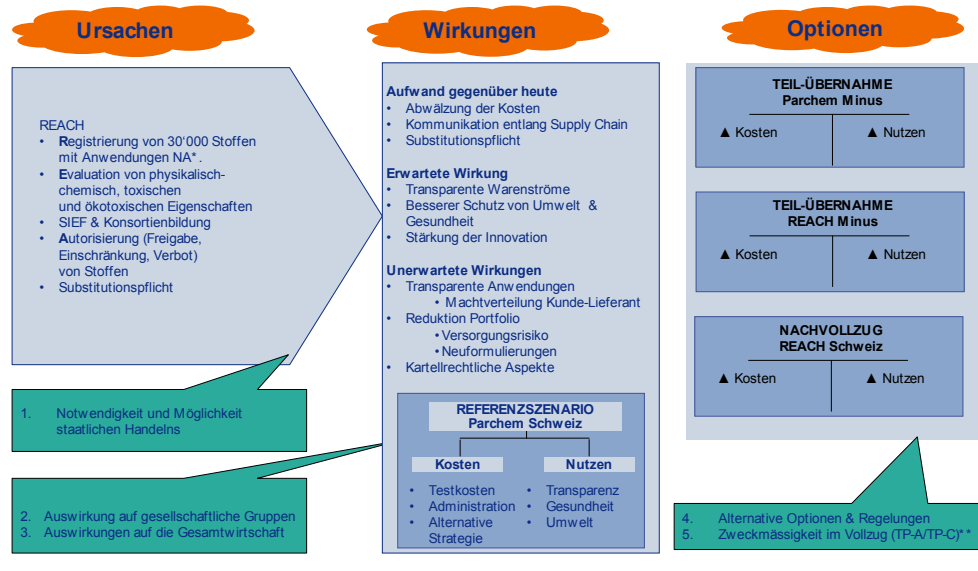 Ursachen
REACH
• Registrierung von 30'000 Stoffen
mit Anwendungen NA*.
• Evaluation von physikalisch-
chemisch, toxischen
und ökotoxischen Eigenschaften
• SIEF & Konsortienbildung
• Autorisierung (Freigabe,
Einschränkung, Verbot)
von Stoffen
• Substitutionspflicht
1. Notwendigkeit und Möglichkeit
staatlichen Handelns
2. Auswirkung auf gesellschaftliche Gruppen
3. Auswirkungen auf die Gesamtwirtschaft
Wirkungen
Aufwand gegenüber heute
• Abwälzung der Kosten
• Kommunikation entlang Supply Chain
• Substitutionspflicht
Erwartete Wirkung
• Transparente Warenströme
• Besserer Schutz von Umwelt &
Gesundheit
• Stärkung der Innovation
Unerwartete Wirkungen
• Transparente Anwendungen
• Machtverteilung Kunde-Lieferant
• Reduktion Portfolio
• Versorgungsrisiko
• Neuformulierungen
• Kartellrechtliche Aspekte
REFERENZSZENARIO
Parchem Schweiz
Kosten
• Testkosten
• Administration
• Alternative
Strategie
Nutzen
• Transparenz
• Gesundheit
• Umwelt
Optionen
TEIL-ÜBERNAHME
Parchem Minus
▲ Kosten ▲ Nutzen
TEIL-ÜBERNAHME
REACH Minus
▲ Kosten ▲ Nutzen
NACHVOLLZUG
REACH Schweiz
▲ Kosten ▲ Nutzen
4. Alternative Optionen & Regelungen
5. Zweckmässigkeit im Vollzug (TP-A/TP-C)**